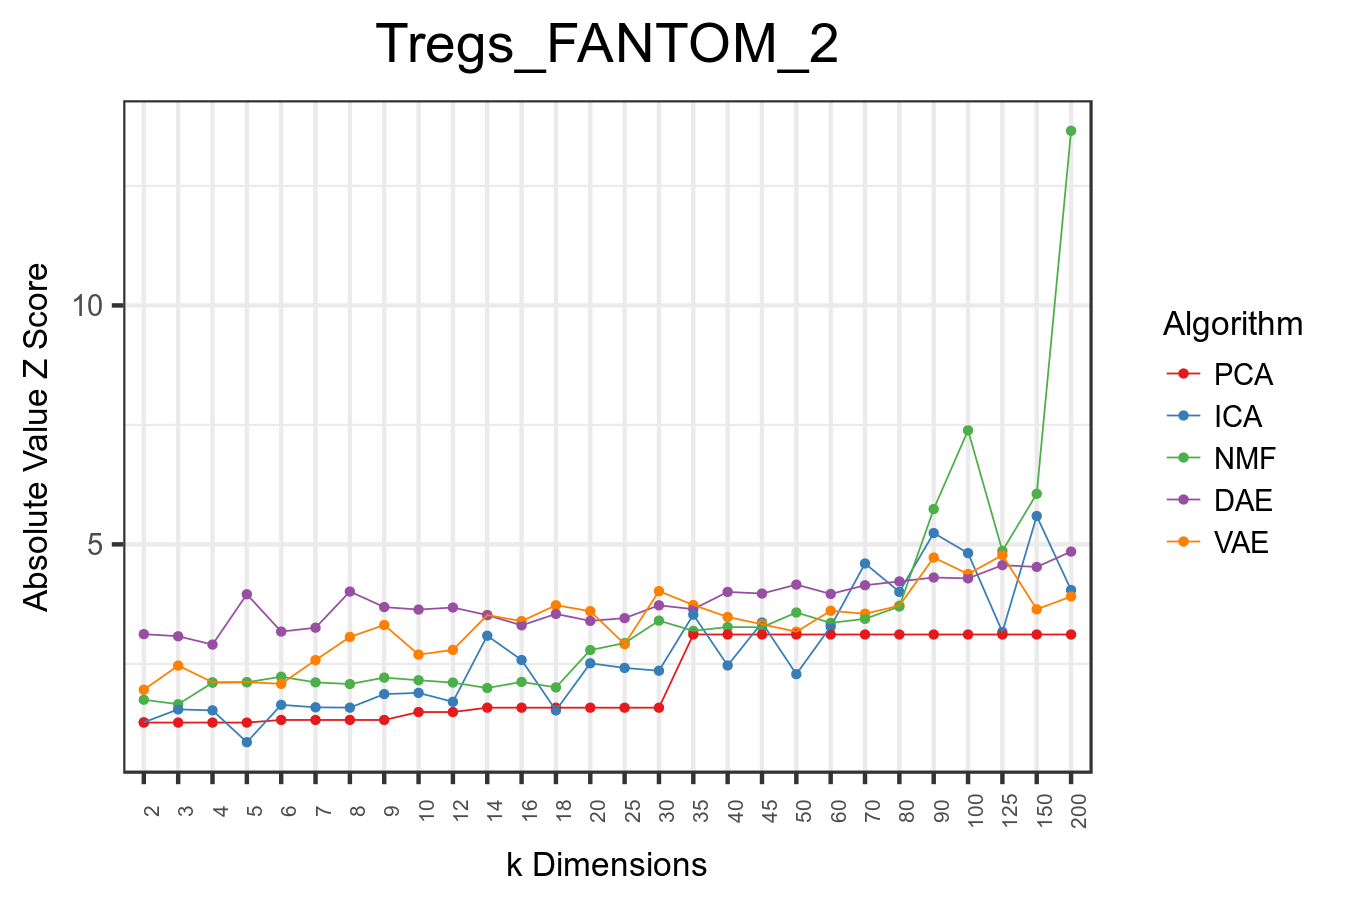 Tregs_FANTOM_2
Absolute Value Z Score
10
5
2 3 4 5 6 7 8 9 10 12 14 16 18 20 25 30 35 40 45 50 60 70 80 90 100 125 150 200
k Dimensions
Algorithm
PCA
ICA
NMF
DAE
VAE